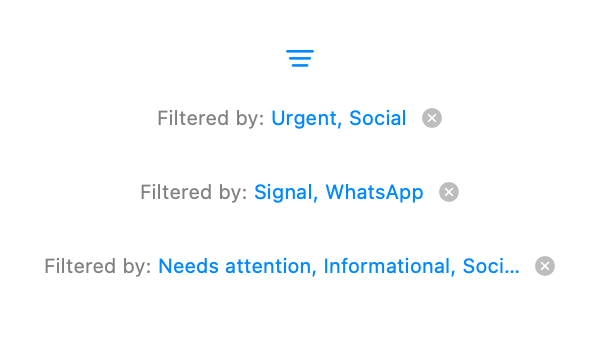 Filtered by: Urgent, Social
Filtered by: Signal, WhatsApp
Filtered by: Needs attention, Informational, Soci...